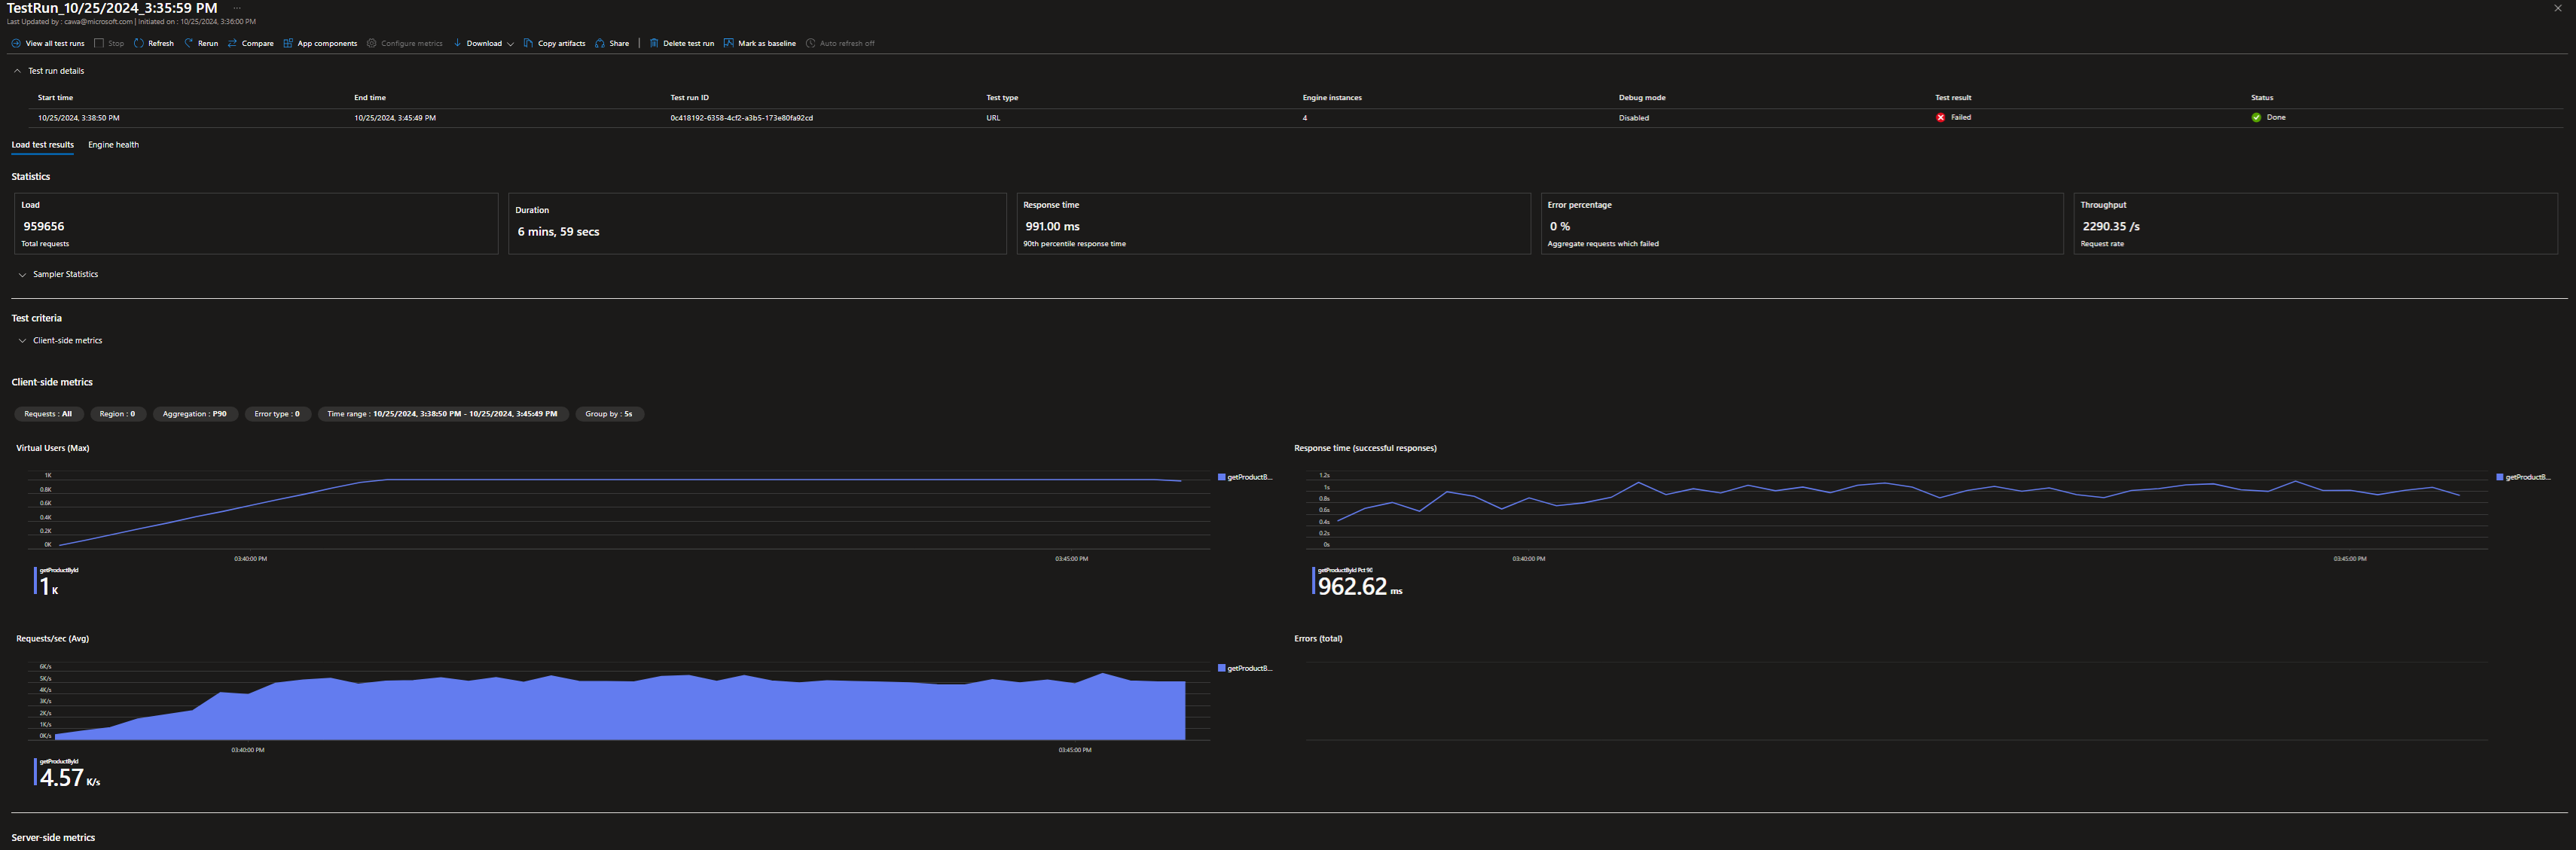 TestRun_10/25/2024_3:35:59 PM ...
Last Updated by : cawa@microsoft.com | Initiated on : 10/25/2024, 3:36:00 PM
View all test runs Stop Refresh Rerun Compare App components Configure metrics Download Copy artifacts Share | Delete test run Mark as baseline Auto refresh off
Test run details
Start time End time Test run ID Test type Engine instances Debug mode Test result Status
10/25/2024, 3:38:50 PM 10/25/2024, 3:45:49 PM 0c418192-6358-4cf2-a3b5-173e80fa92cd URL 4 Disabled Failed Done
Load test results Engine health
Statistics
Load
959656
Total requests
Duration
6 mins, 59 secs
Response time
991.00 ms
90th percentile response time
Error percentage
0 %
Aggregate requests which failed
Throughput
2290.35 /s
Request rate
Sampler Statistics
Test criteria
Client-side metrics
Client-side metrics
Requests : All Region : 0 Aggregation : P90 Error type : 0 Time range : 10/25/2024, 3:38:50 PM - 10/25/2024, 3:45:49 PM Group by : 5s
Virtual Users (Max)
1K
0.8K
0.6K
0.4K
0.2K
0K
03:40:00 PM 03:45:00 PM
getProductB...
getProductById
1 K
Response time (successful responses)
1.2s
1s
0.8s
0.6s
0.4s
0.2s
0s
03:40:00 PM 03:45:00 PM
getProductB...
getProductById Pct 90
962.62 ms
Requests/sec (Avg)
6K/s
5K/s
4K/s
3K/s
2K/s
1K/s
0K/s
03:40:00 PM 03:45:00 PM
getProductB...
getProductById
4.57 K/s
Errors (total)
Server-side metrics